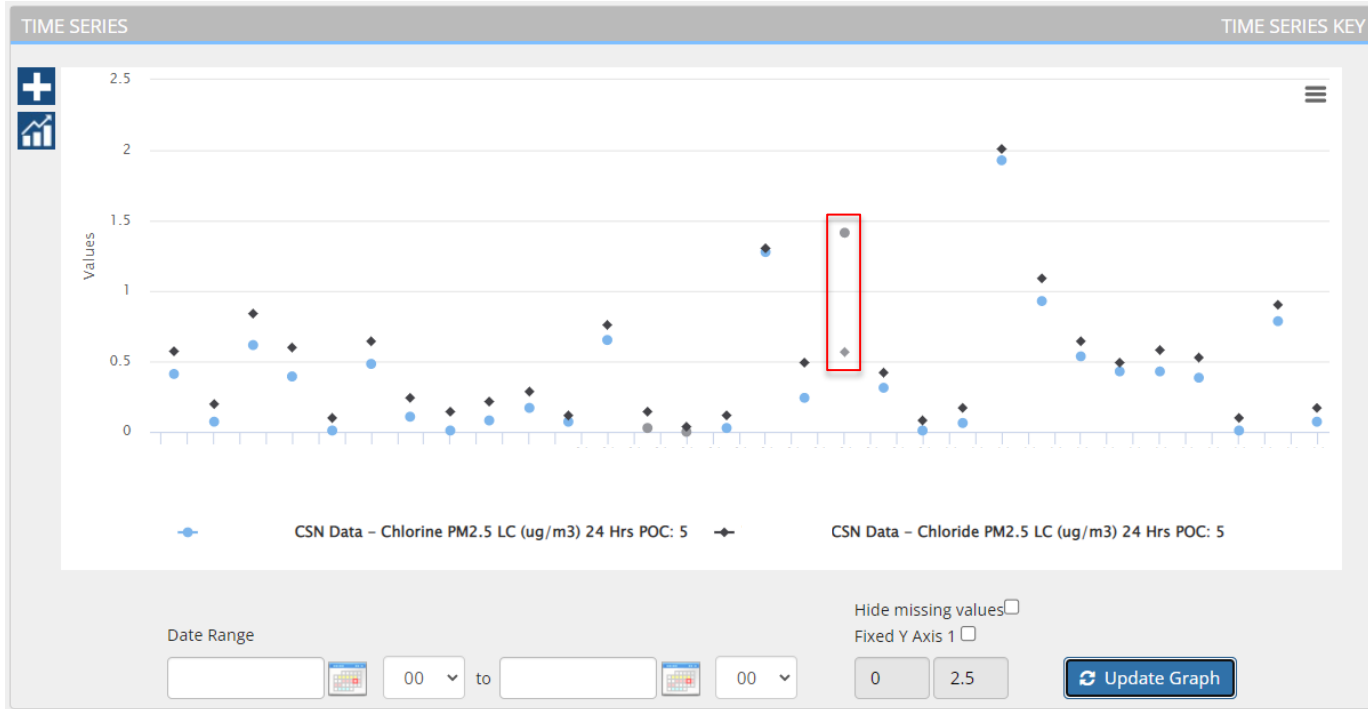 TIME SERIES
TIME SERIES KEY
2.5
2
1.5
1
0.5
0
Values
CSN Data – Chlorine PM2.5 LC (ug/m3) 24 Hrs POC: 5
CSN Data – Chloride PM2.5 LC (ug/m3) 24 Hrs POC: 5
Hide missing values
Date Range
Fixed Y Axis 1
00 to 00 0 2.5 Update Graph